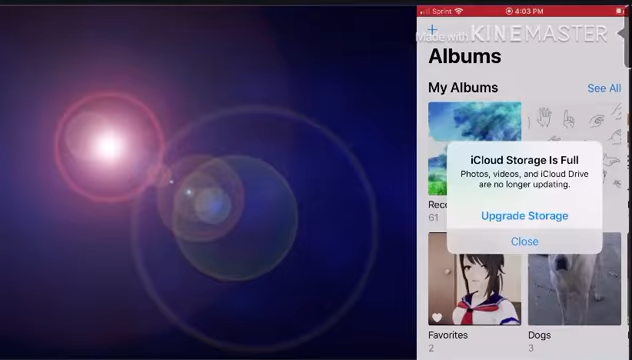 Sprint
4:03 PM
Made with KINEMASTER
Albums
My Albums
See All
iCloud Storage Is Full
Photos, videos, and iCloud Drive
are no longer updating.
Upgrade Storage
Close
61
Favorites
2
Dogs
3